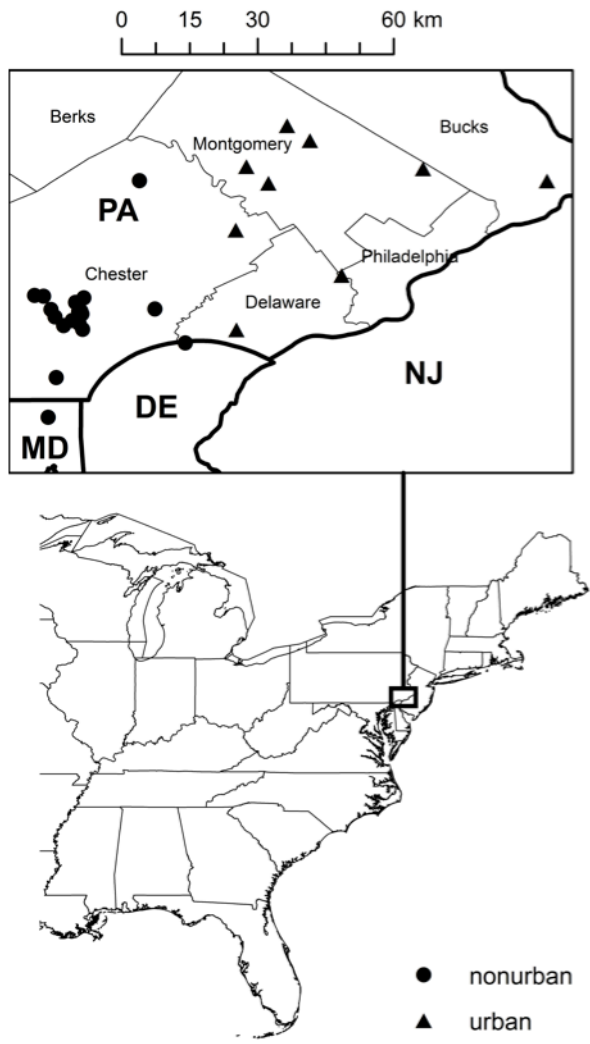 0 15 30 60 km
Berks
Montgomery
Bucks
PA
Chester
Philadelphia
Delaware
NJ
DE
MD
nonurban
urban